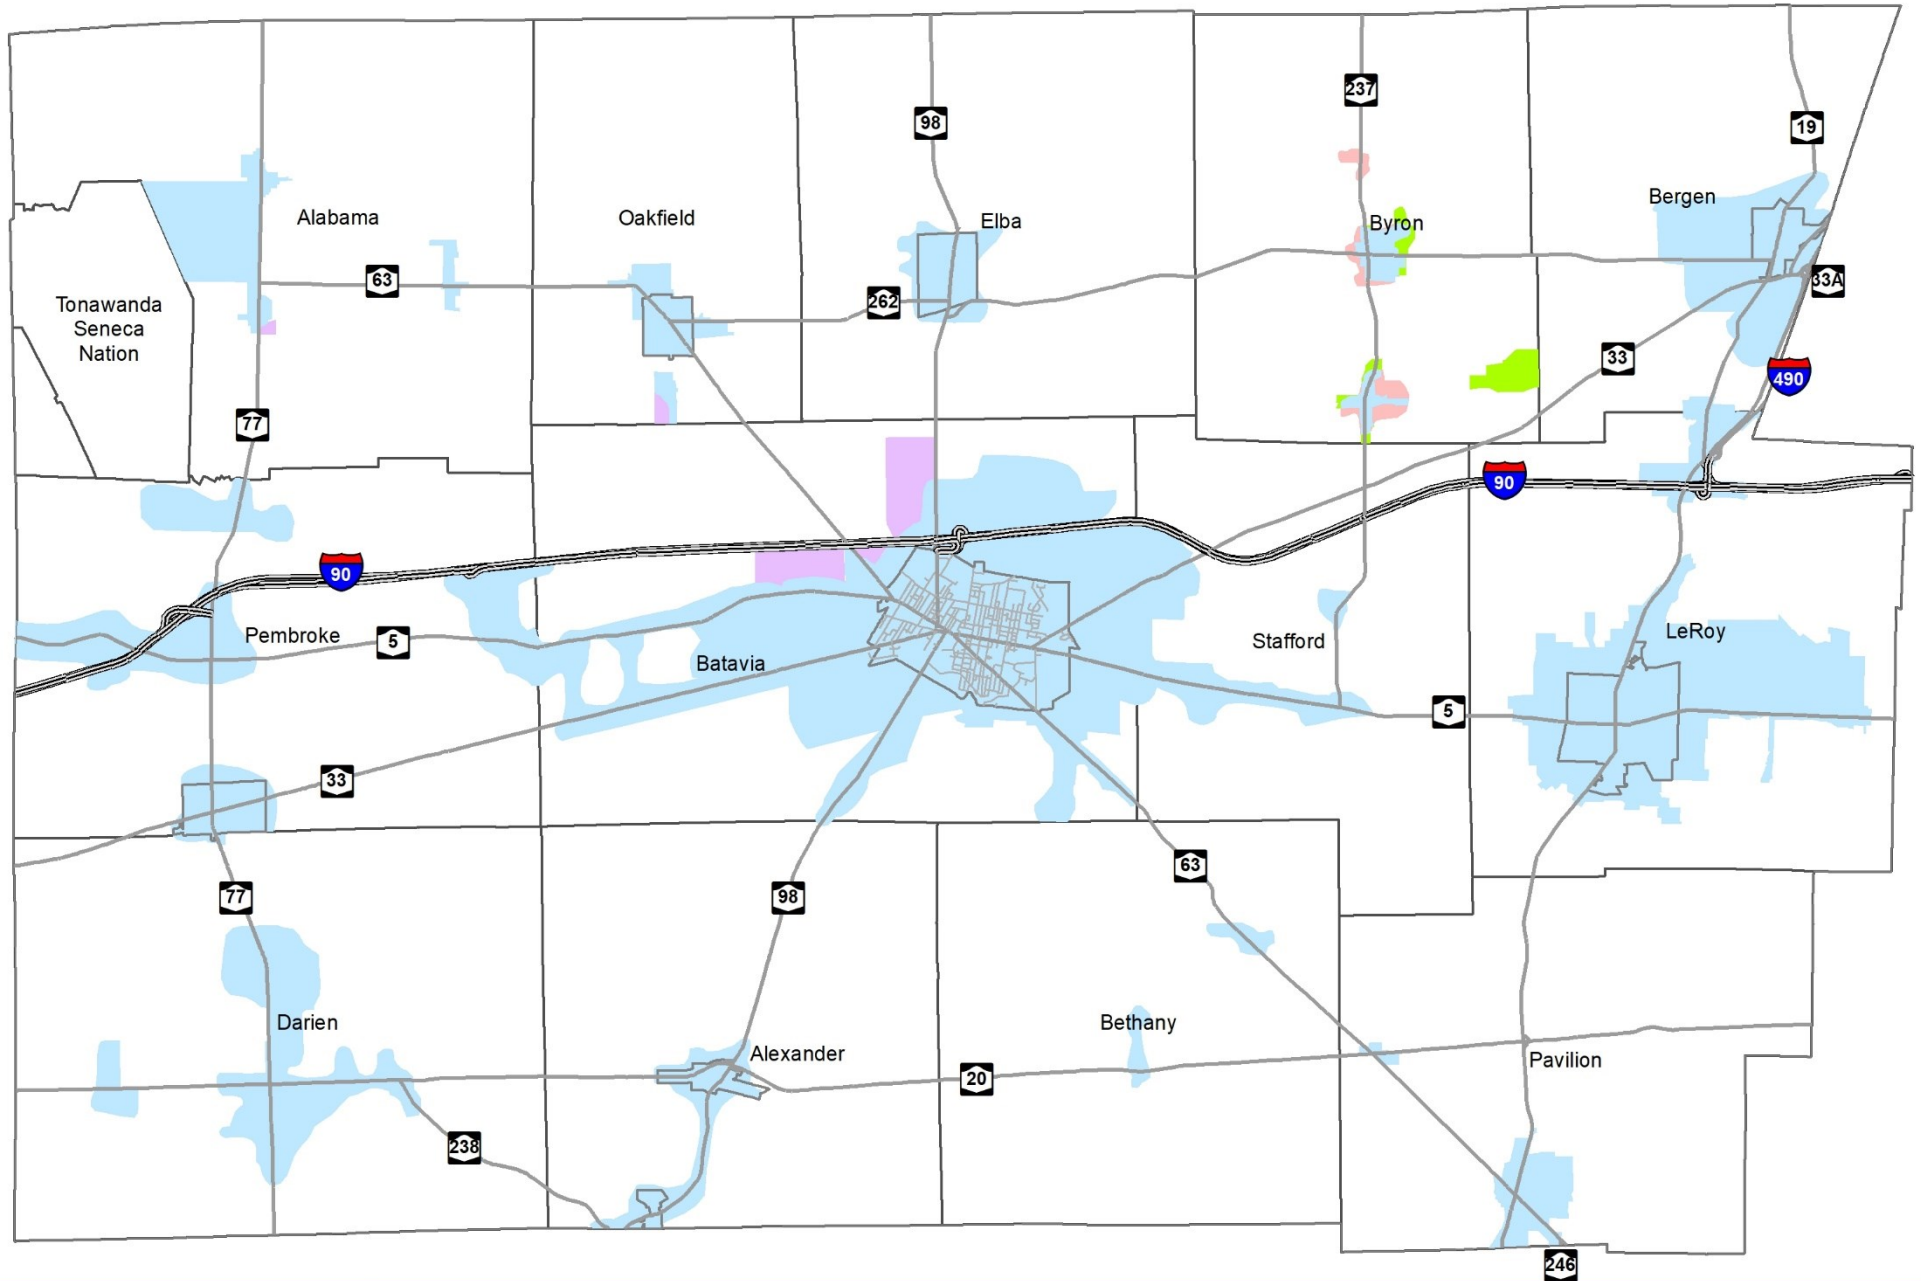 237
98
19
Bergen
Alabama
Oakfield
Elba
Byron
63
33A
262
Tonawanda
Seneca
Nation
33
490
77
90
90
Pembroke
5
Batavia
Stafford
LeRoy
5
33
63
77
98
Darien
Bethany
Alexander
Pavilion
20
238
246